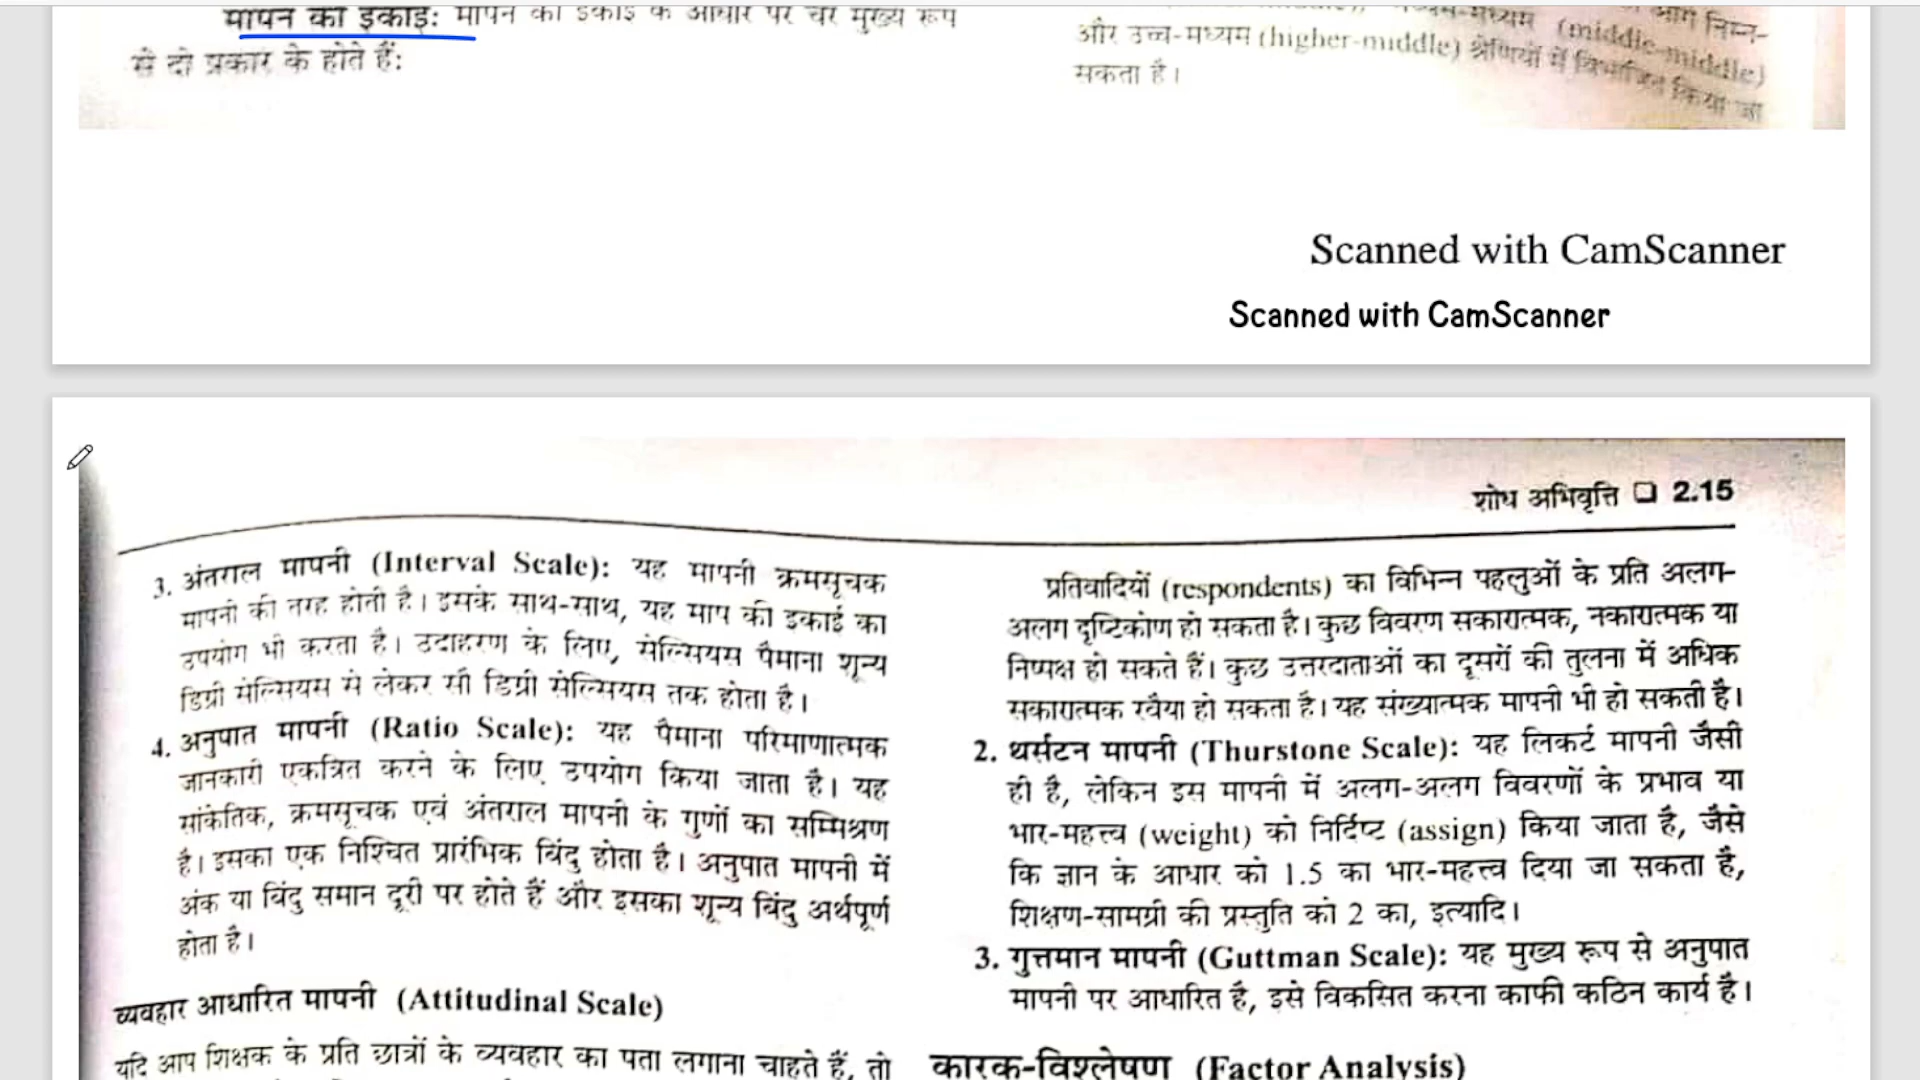 मापन की इकाई: मापन की इकाई के आधार पर चर मुख्य रूप
से दो प्रकार के होते हैं:
आगे निम्न-
मध्यम-मध्यम (middle-middle)
और उच्च-मध्यम (higher-middle) श्रेणियों में विभाजित किया जा
सकता है।
Scanned with CamScanner
Scanned with CamScanner
शोध अभिवृत्ति ❑ 2.15
3. अंतराल मापनी (Interval Scale): यह मापनी क्रमसूचक
मापनी की तरह होती है। इसके साथ-साथ, यह माप की इकाई का
उपयोग भी करता है। उदाहरण के लिए, सेल्सियस पैमाना शून्य
डिग्री सेल्सियस से लेकर सौ डिग्री सेल्सियस तक होता है।
4. अनुपात मापनी (Ratio Scale): यह पैमाना परिमाणात्मक
जानकारी एकत्रित करने के लिए उपयोग किया जाता है। यह
सांकेतिक, क्रमसूचक एवं अंतराल मापनी के गुणों का सम्मिश्रण
है। इसका एक निश्चित प्रारंभिक बिंदु होता है। अनुपात मापनी में
अंक या बिंदु समान दूरी पर होते हैं और इसका शून्य बिंदु अर्थपूर्ण
होता है।
व्यवहार आधारित मापनी (Attitudinal Scale)
यदि आप शिक्षक के प्रति छात्रों के व्यवहार का पता लगाना चाहते हैं, तो
प्रतिवादियों (respondents) का विभिन्न पहलुओं के प्रति अलग-
अलग दृष्टिकोण हो सकता है। कुछ विवरण सकारात्मक, नकारात्मक या
निष्पक्ष हो सकते हैं। कुछ उत्तरदाताओं का दूसरों की तुलना में अधिक
सकारात्मक रवैया हो सकता है। यह संख्यात्मक मापनी भी हो सकती है।
2. थर्सटन मापनी (Thurstone Scale): यह लिकर्ट मापनी जैसी
ही है, लेकिन इस मापनी में अलग-अलग विवरणों के प्रभाव या
भार-महत्त्व (weight) को निर्दिष्ट (assign) किया जाता है, जैसे
कि ज्ञान के आधार को 1.5 का भार-महत्त्व दिया जा सकता है,
शिक्षण-सामग्री की प्रस्तुति को 2 का, इत्यादि।
3. गुत्तमान मापनी (Guttman Scale): यह मुख्य रूप से अनुपात
मापनी पर आधारित है, इसे विकसित करना काफी कठिन कार्य है।
कारक-विश्लेषण (Factor Analysis)